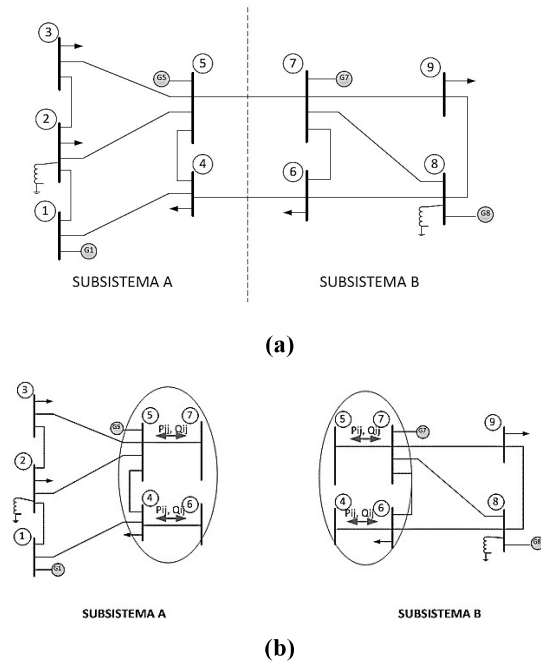 3
G5
5
7
G7
9
2
4
6
8
1
G1
G8
SUBSISTEMA A
SUBSISTEMA B
(a)
3
G5
5
7
Pij, Qij
2
4
6
Pij, Qij
1
G1
5
7
Pij, Qij
G7
9
4
6
Pij, Qij
8
G8
SUBSISTEMA A
SUBSISTEMA B
(b)